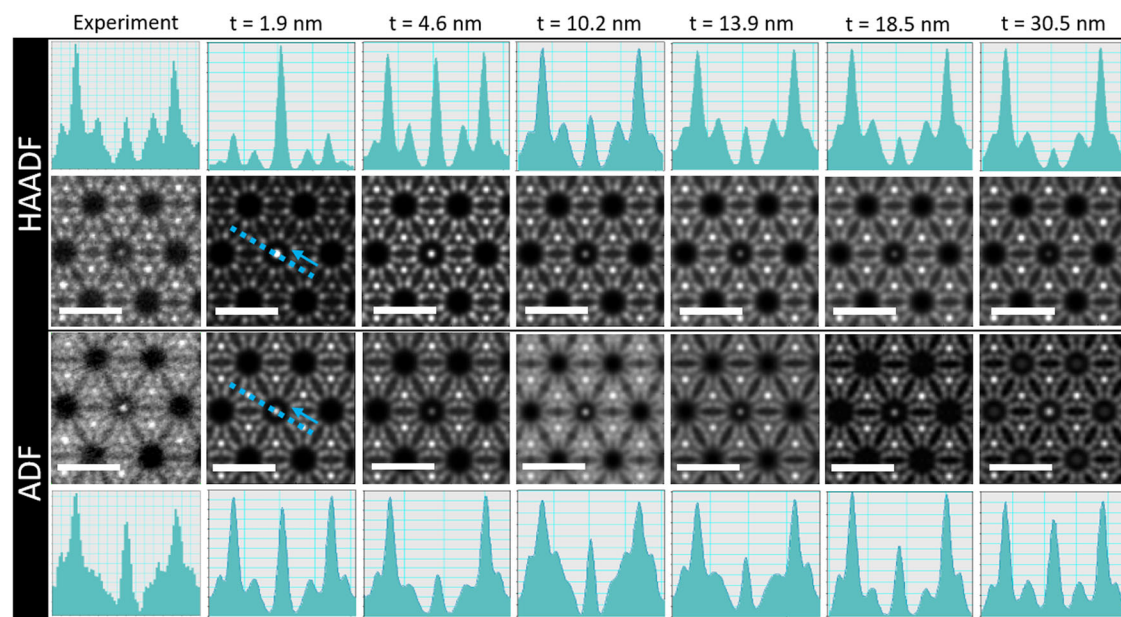 Experiment t = 1.9 nm t = 4.6 nm t = 10.2 nm t = 13.9 nm t = 18.5 nm t = 30.5 nm
HAADF
ADF